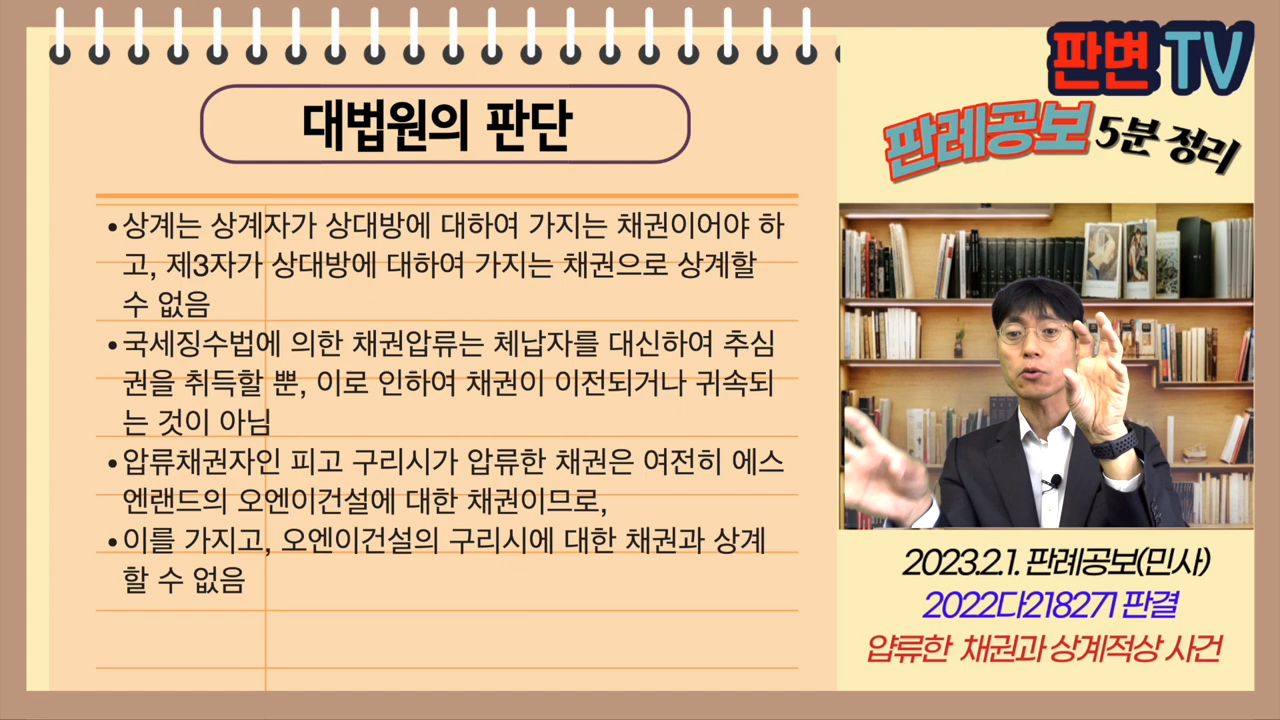 판변 TV
판례공보 5분 정리
대법원의 판단
•상계는 상계자가 상대방에 대하여 가지는 채권이어야 하
고, 제3자가 상대방에 대하여 가지는 채권으로 상계할
수 없음
•국세징수법에 의한 채권압류는 체납자를 대신하여 추심
권을 취득할 뿐, 이로 인하여 채권이 이전되거나 귀속되
는 것이 아님
•압류채권자인 피고 구리시가 압류한 채권은 여전히 에스
엔랜드의 오엔이건설에 대한 채권이므로,
•이를 가지고, 오엔이건설의 구리시에 대한 채권과 상계
할 수 없음
2023.2.1. 판례공보(민사)
2022다218271 판결
얍류한 채권과 상계적상 사건